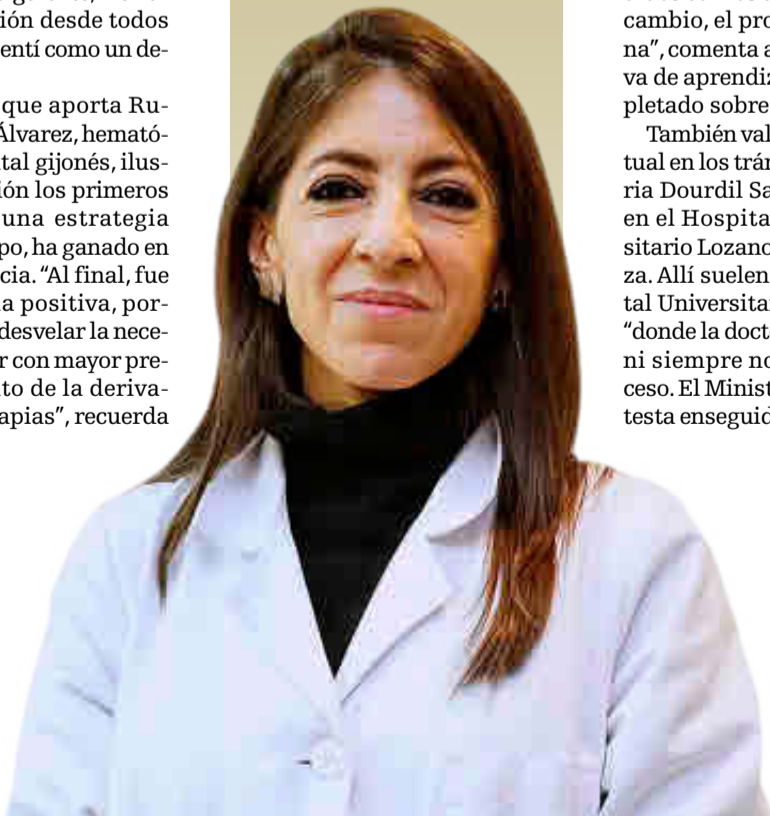 ión desde todos
entí como un de-
que aporta Ru-
Álvarez, hemató-
tal gijonés, ilus-
ión los primeros
una estrategia
po, ha ganado en
cia. “Al final, fue
a positiva, por-
desvelar la nece-
r con mayor pre-
to de la deriva-
apias”, recuerda
cambio, el pro
na”, comenta a
va de aprendiz
pletado sobre
También val
tual en los trán
ria Dourdil Sa
en el Hospita
sitario Lozano
za. Allí suelen
tal Universita
“donde la doct
ni siempre no
ceso. El Minist
testa enseguid